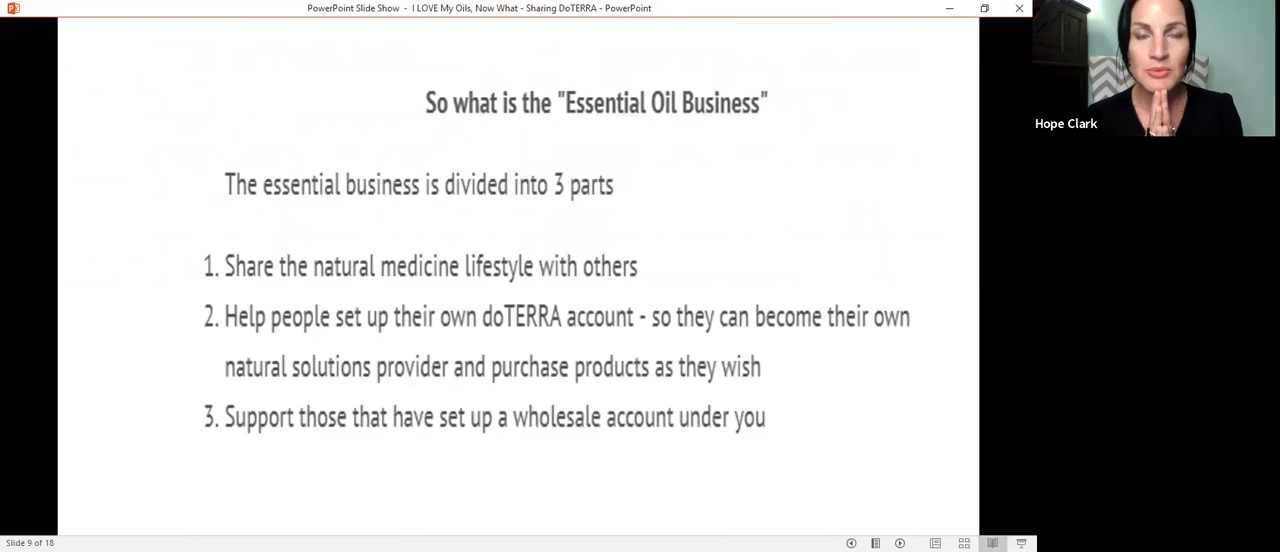 PowerPoint Slide Show - I LOVE My Oils, Now What - Sharing DoTERRA - PowerPoint
So what is the "Essential Oil Business"
The essential business is divided into 3 parts
1. Share the natural medicine lifestyle with others
2. Help people set up their own doTERRA account - so they can become their own
natural solutions provider and purchase products as they wish
3. Support those that have set up a wholesale account under you
Hope Clark
Slide 9 of 18